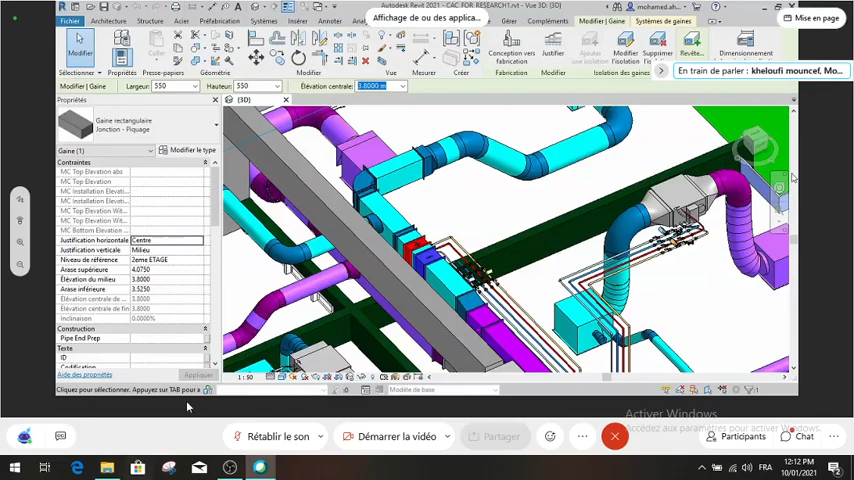 Autodesk Revit 2021 - CAC FOR RESEARCH1.rvt - Vue 3D: {3D}
mohamed.ah...
Affichage de ou des applica...
Mise en page
Fichier Architecture Structure Acier Préfabrication Systèmes Insérer Annoter Analyser
Gérer Compléments Modifier | Gaine Systèmes de gaines
Modifier
Propriétés
Conception vers
fabrication
Justifier
Modifier
l'isolation
Supprimer
l'isolation
Revête...
Dimensionnement
Sélectionner Propriétés Presse-papiers Géométrie Modifier Vue Mesurer Créer Fabrication Modifier Isolation des gaines
En train de parler : kheloufi mouncef, Mo...
Modifier | Gaine Largeur: 550 Hauteur: 550 Élévation centrale: 3.8000 m
Propriétés
{3D}
Gaine rectangulaire
Jonction - Piquage
Gaine (1) Modifier le type
Contraintes
MC Top Elevation abs
MC Top Elevation
MC Installation Elevati...
MC Installation Elevati...
MC Top Elevation Wit...
MC Top Elevation Wit...
MC Bottom Elevation ...
Justification horizontale Centre
Justification verticale Milieu
Niveau de référence 2eme ETAGE
Arase supérieure 4.0750
Élévation du milieu 3.8000
Arase inférieure 3.5250
Élévation centrale de ... 3.8000
Élévation centrale de fin 3.8000
Inclinaison 0.0000%
Construction
Pipe End Prep
Texte
ID
Codification
Aide des propriétés Appliquer
1 : 50
Cliquez pour sélectionner. Appuyez sur TAB pour a
:0 Modèle de base :1
Activer Windows
Accédez aux paramètres pour activer Windows.
Rétablir le son Démarrer la vidéo Partager Participants Chat
FR
12:12 PM
10/01/2021